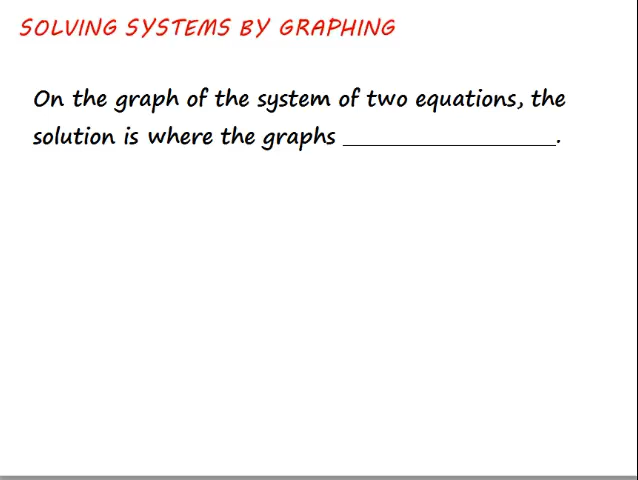 SOLVING SYSTEMS BY GRAPHING
On the graph of the system of two equations, the
solution is where the graphs __________________.